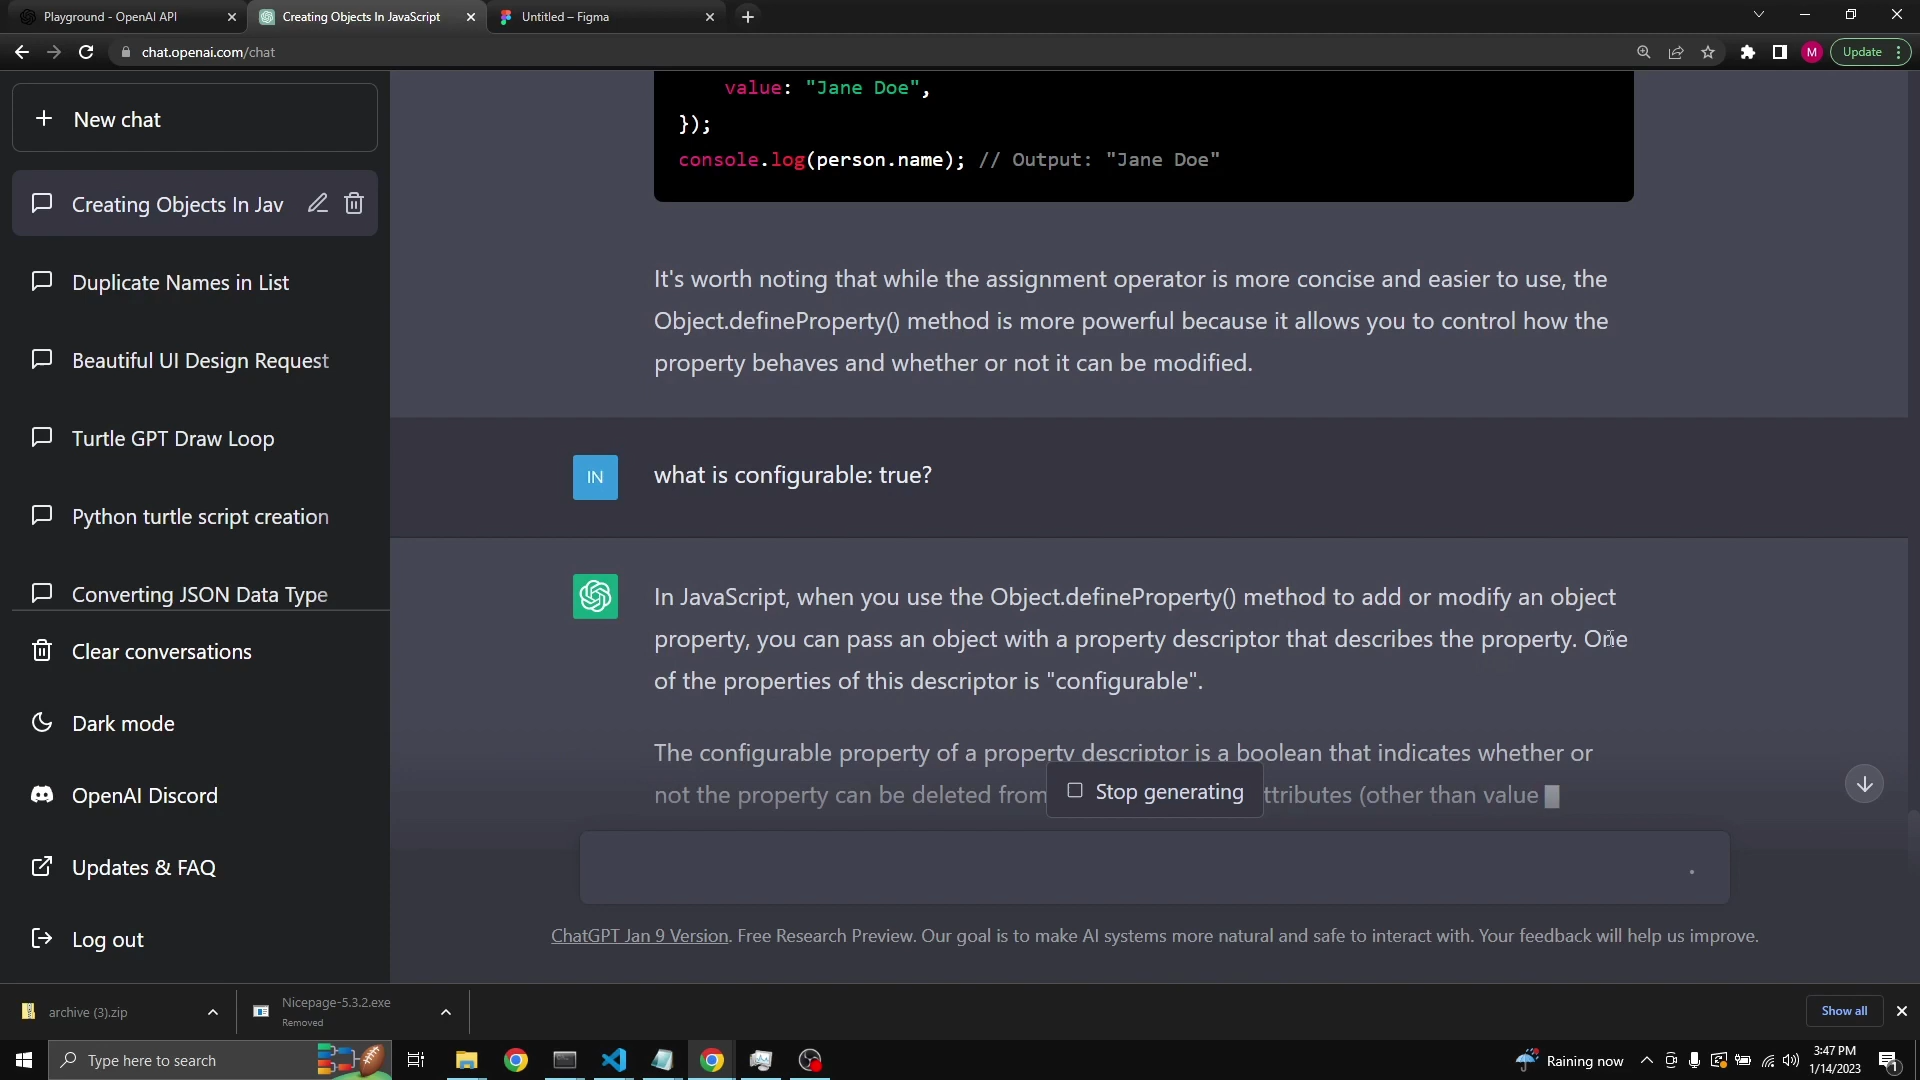 Playground - OpenAI API
Creating Objects In JavaScript
Untitled – Figma
chat.openai.com/chat
M
Update
New chat
Creating Objects In Jav
Duplicate Names in List
Beautiful UI Design Request
Turtle GPT Draw Loop
Python turtle script creation
Converting JSON Data Type
Clear conversations
Dark mode
OpenAI Discord
Updates & FAQ
Log out
value: "Jane Doe",
});
console.log(person.name); // Output: "Jane Doe"
It's worth noting that while the assignment operator is more concise and easier to use, the
Object.defineProperty() method is more powerful because it allows you to control how the
property behaves and whether or not it can be modified.
IN
what is configurable: true?
In JavaScript, when you use the Object.defineProperty() method to add or modify an object
property, you can pass an object with a property descriptor that describes the property. One
of the properties of this descriptor is "configurable".
The configurable property of a property descriptor is a boolean that indicates whether or
not the property can be deleted from
ttributes (other than value
Stop generating
ChatGPT Jan 9 Version. Free Research Preview. Our goal is to make AI systems more natural and safe to interact with. Your feedback will help us improve.
archive (3).zip
Nicepage-5.3.2.exe
Removed
Show all
Type here to search
Raining now
3:47 PM
1/14/2023
1